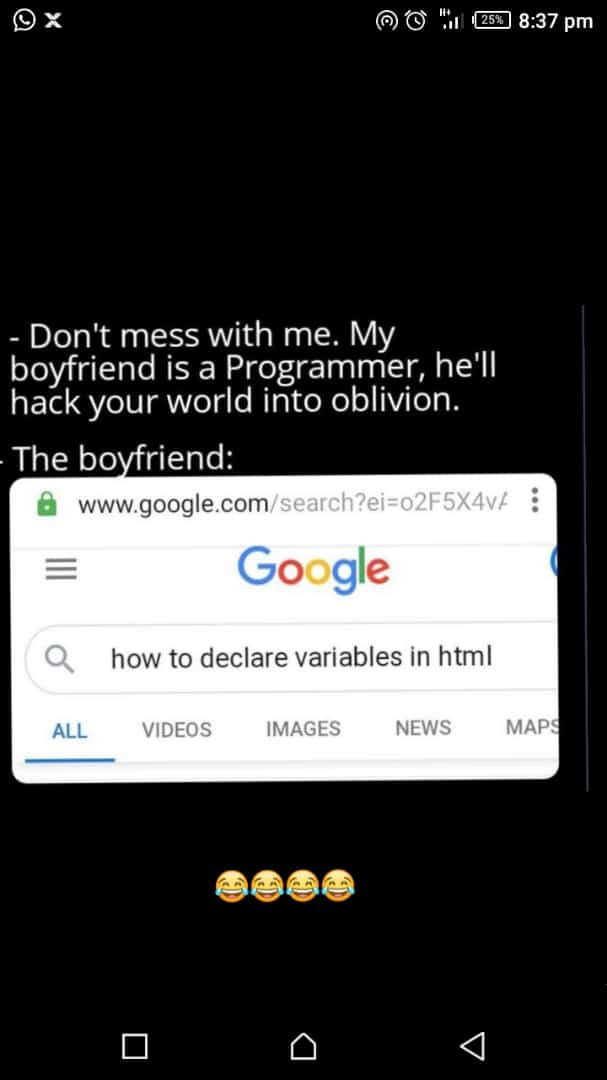 25% 8:37 pm
- Don't mess with me. My
boyfriend is a Programmer, he'll
hack your world into oblivion.
- The boyfriend:
www.google.com/search?ei=o2F5X4v
Google
how to declare variables in html
ALL VIDEOS IMAGES NEWS MAPS
😂😂😂😂